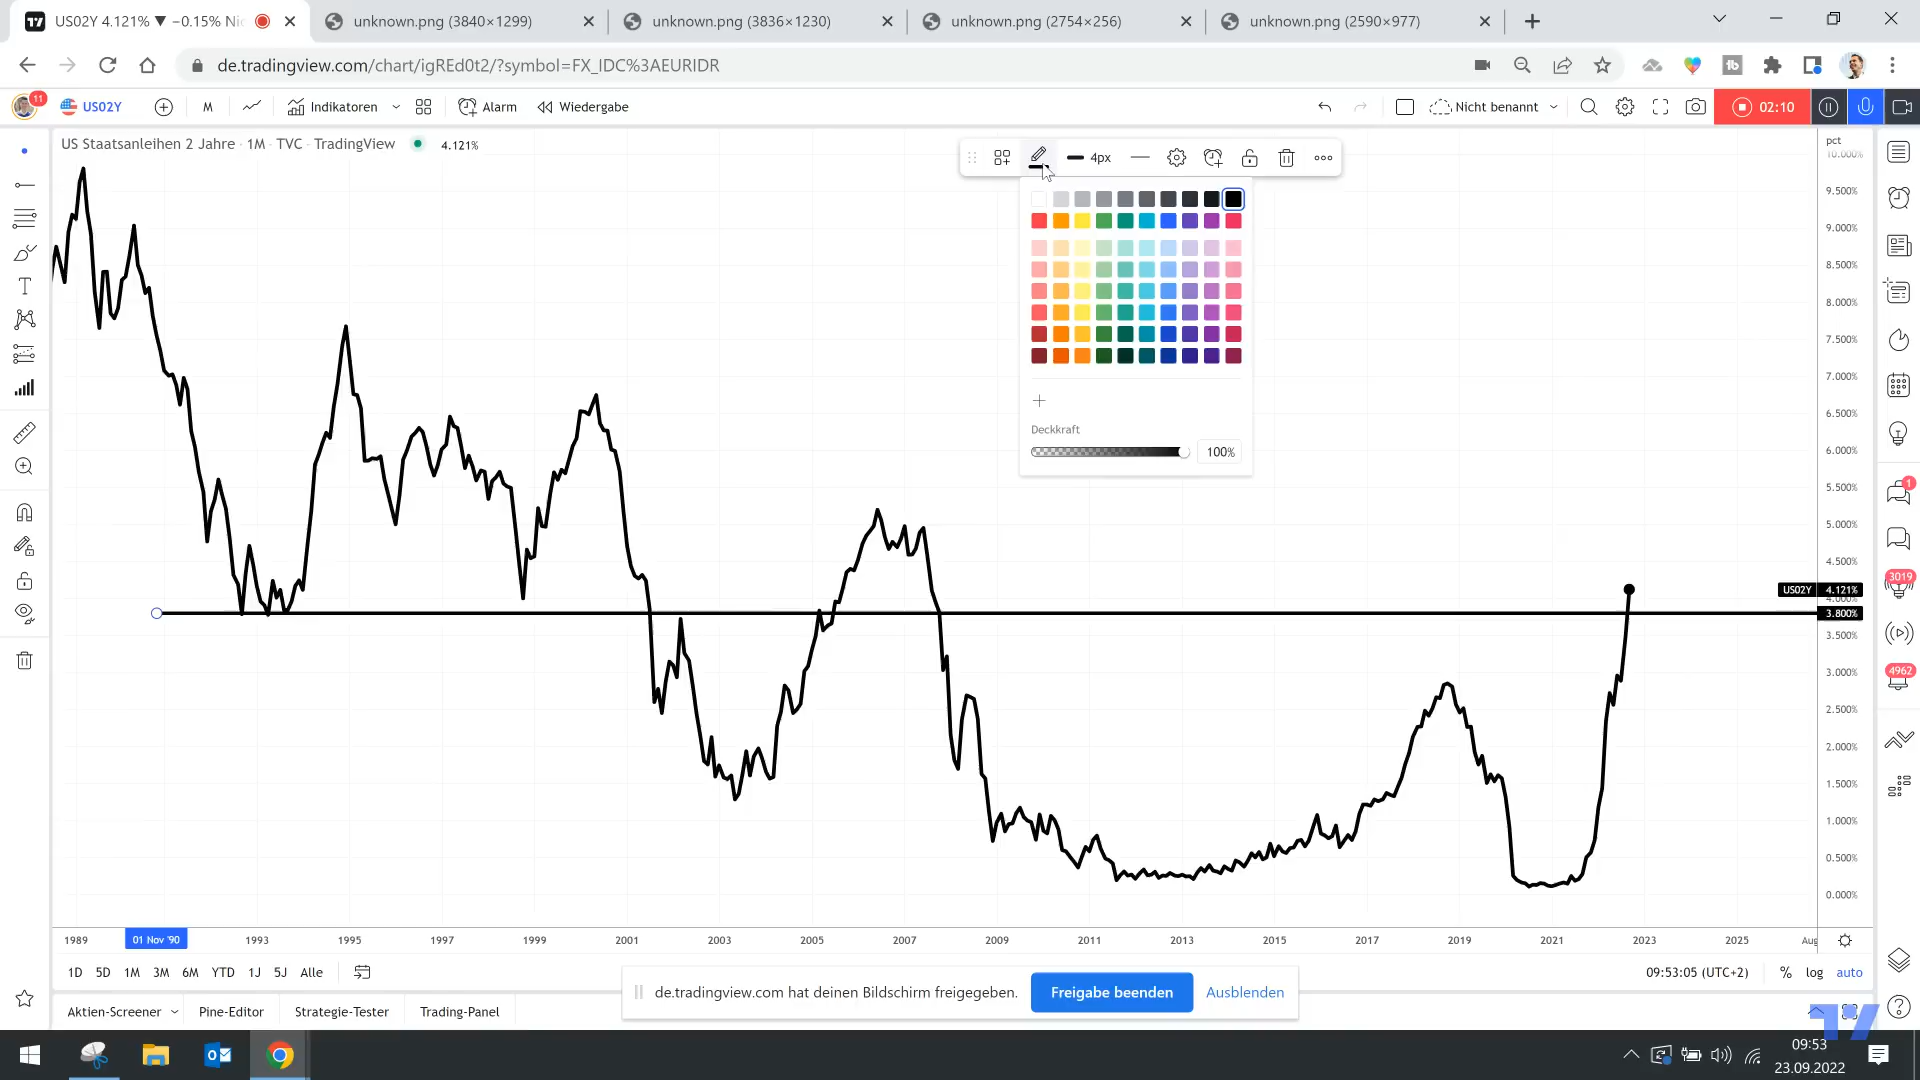 US02Y 4.121% ▼ −0.15% Nic
unknown.png (3840×1299)
unknown.png (3836×1230)
unknown.png (2754×256)
unknown.png (2590×977)
de.tradingview.com/chart/igREd0t2/?symbol=FX_IDC%3AEURIDR
11
US02Y
M
Indikatoren
Alarm
Wiedergabe
Nicht benannt
02:10
US Staatsanleihen 2 Jahre · 1M · TVC · TradingView
4.121%
4px
Deckkraft
100%
pct
10.000%
9.500%
9.000%
8.500%
8.000%
7.500%
7.000%
6.500%
6.000%
5.500%
5.000%
4.500%
US02Y 4.121%
4.000%
3.800%
3.500%
3.000%
2.500%
2.000%
1.500%
1.000%
0.500%
0.000%
1
3019
4962
1989
01 Nov '90
1993
1995
1997
1999
2001
2003
2005
2007
2009
2011
2013
2015
2017
2019
2021
2023
2025
Aug
1D 5D 1M 3M 6M YTD 1J 5J Alle
09:53:05 (UTC+2)
% log auto
de.tradingview.com hat deinen Bildschirm freigegeben.
Freigabe beenden
Ausblenden
Aktien-Screener
Pine-Editor
Strategie-Tester
Trading-Panel
09:53
23.09.2022